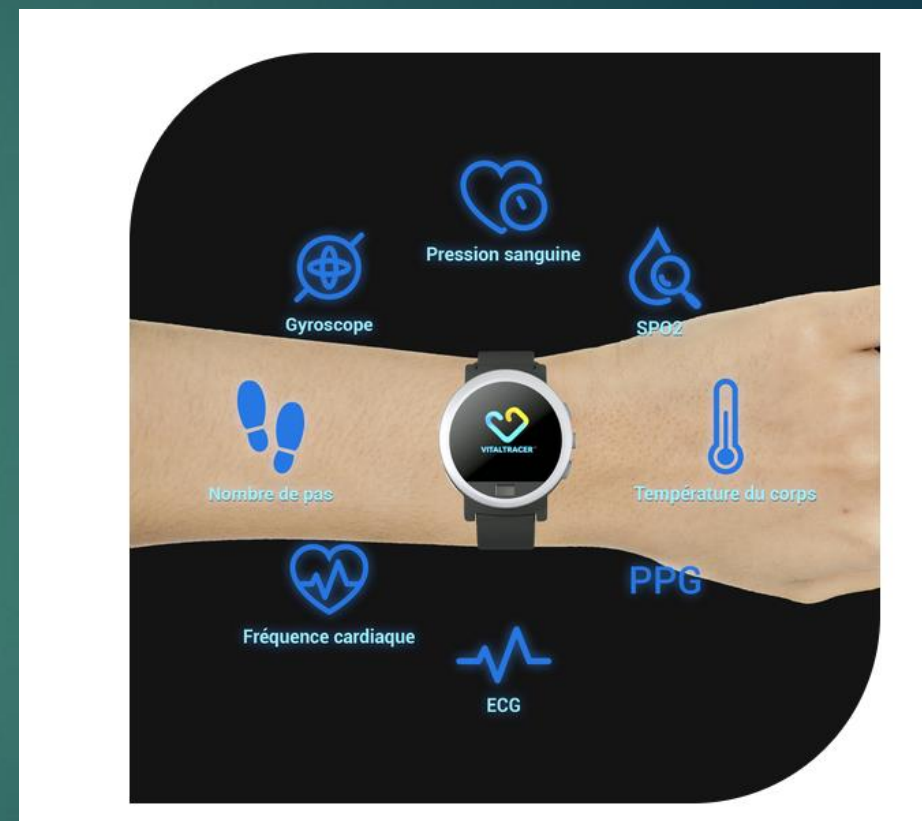 Pression sanguine
Gyroscope
SPO2
VITALTRACER
Nombre de pas
Température du corps
PPG
Fréquence cardiaque
ECG